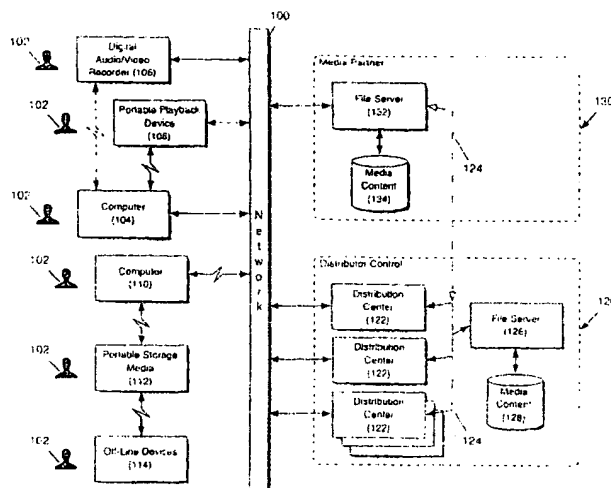 100
102
Digital
Audio/Video
Recorder (106)
102
Portable Playback
Device
(108)
102
Computer
(104)
102
Computer
(110)
102
Portable Storage
Media
(112)
102
Off-Line Devices
(114)
Network
Media Partner
130
File Server
(132)
124
Media
Content
(134)
Distributor Control
Distribution
Center
(122)
File Server
(126)
Distribution
Center
(122)
Distribution
Center
(122)
124
Media
Content
(128)